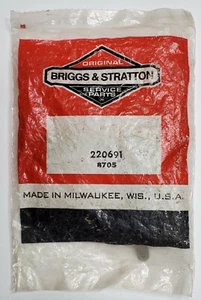 ORIGINAL
BRIGGS & STRATTON
SERVICE
PARTS
220691
8705
MADE IN MILWAUKEE, WIS., U.S.A.